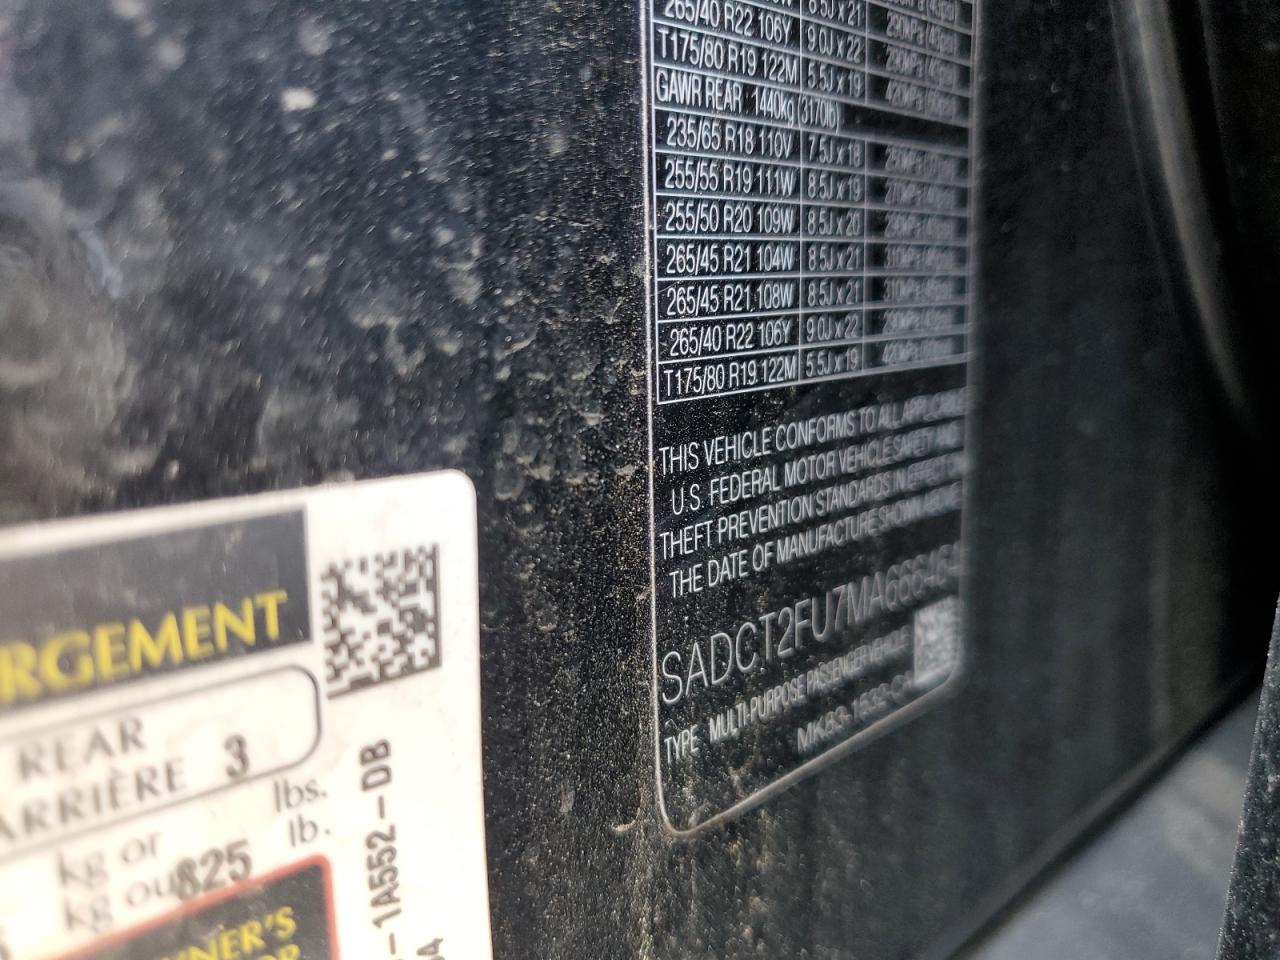 265/40 R22 106Y 9.0J x 22
T175/80 R19 122M 5.5J x 19
GAWR REAR 1440kg (3170lb)
235/65 R18 110V 7.5J x 18
255/55 R19 111W 8.5J x 19
255/50 R20 109W 8.5J x 20
265/45 R21 104W 8.5J x 21
265/45 R21 108W 8.5J x 21
265/40 R22 106Y 9.0J x 22
T175/80 R19 122M 5.5J x 19
THIS VEHICLE CONFORMS TO ALL APPLICABLE
U.S. FEDERAL MOTOR VEHICLE SAFETY AND
THEFT PREVENTION STANDARDS IN EFFECT ON
THE DATE OF MANUFACTURE SHOWN ABOVE
SADCT2FU7MA666464
TYPE MULTI-PURPOSE PASSENGER VEHICLE
RGEMENT
REAR
ARRIÈRE 3
kg or lbs.
kg ou 825 lb.
-1A552-DB
WNER'S